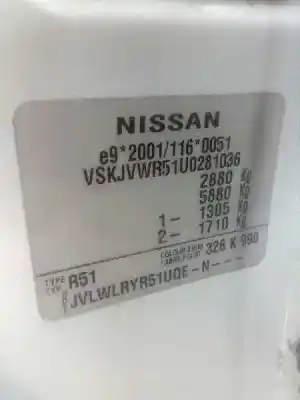 NISSAN
e9*2001/116*0051
VSKJVWR51U0281036
2880 Kg
5880 Kg
1- 1305 Kg
2- 1710 Kg
TYPE R51 326 K 990
JVLWLRYR51UQE-N---